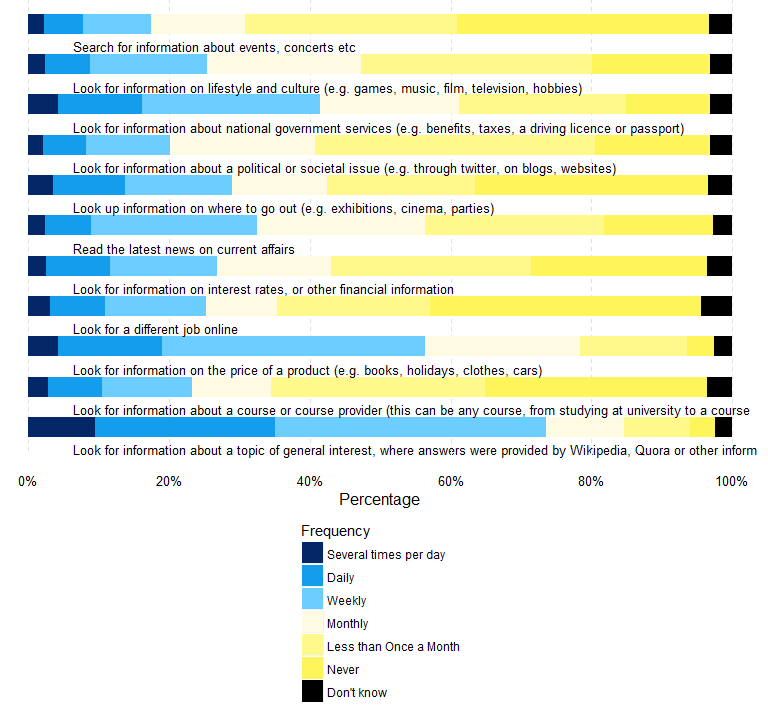 Search for information about events, concerts etc
Look for information on lifestyle and culture (e.g. games, music, film, television, hobbies)
Look for information about national government services (e.g. benefits, taxes, a driving licence or passport)
Look for information about a political or societal issue (e.g. through twitter, on blogs, websites)
Look up information on where to go out (e.g. exhibitions, cinema, parties)
Read the latest news on current affairs
Look for information on interest rates, or other financial information
Look for a different job online
Look for information on the price of a product (e.g. books, holidays, clothes, cars)
Look for information about a course or course provider (this can be any course, from studying at university to a course
Look for information about a topic of general interest, where answers were provided by Wikipedia, Quora or other inform
0% 20% 40% 60% 80% 100%
Percentage
Frequency
Several times per day
Daily
Weekly
Monthly
Less than Once a Month
Never
Don't know